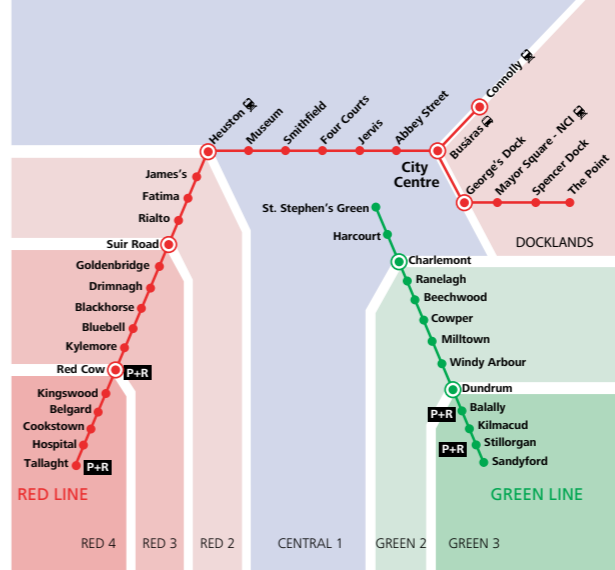 Connolly
Heuston
Museum
Smithfield
Four Courts
Jervis
Abbey Street
Busáras
City
Centre
George's Dock
Mayor Square - NCI
Spencer Dock
The Point
DOCKLANDS
James's
Fatima
Rialto
Suir Road
Goldenbridge
Drimnagh
Blackhorse
Bluebell
Kylemore
Red Cow
P+R
Kingswood
Belgard
Cookstown
Hospital
Tallaght
P+R
RED LINE
St. Stephen's Green
Harcourt
Charlemont
Ranelagh
Beechwood
Cowper
Milltown
Windy Arbour
Dundrum
Balally
P+R
Kilmacud
Stillorgan
P+R
Sandyford
GREEN LINE
RED 4
RED 3
RED 2
CENTRAL 1
GREEN 2
GREEN 3